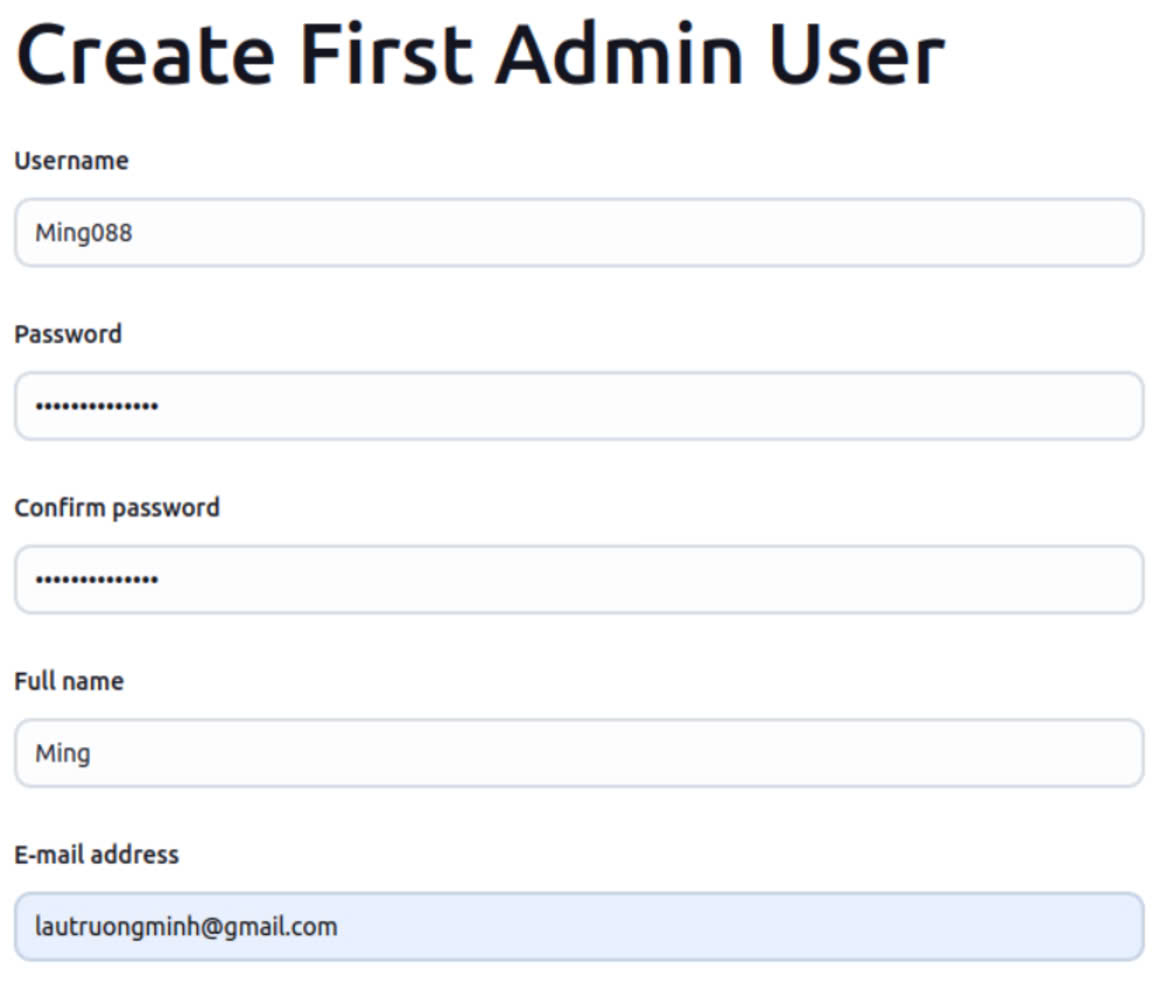 Create First Admin User
Username
Ming088
Password
••••••••••••••
Confirm password
••••••••••••••
Full name
Ming
E-mail address
lautruongminh@gmail.com